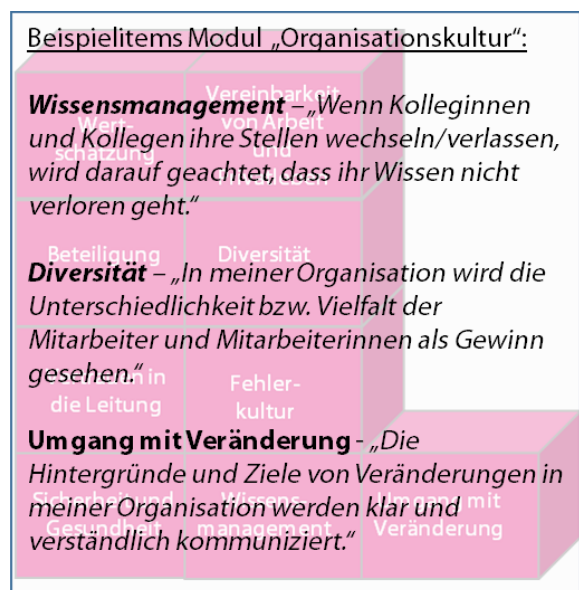 Beispielitems Modul „Organisationskultur“:
Wissensmanagement – „Wenn Kolleginnen
und Kollegen ihre Stellen wechseln/verlassen,
wird darauf geachtet, dass ihr Wissen nicht
verloren geht.“
Diversität – „In meiner Organisation wird die
Unterschiedlichkeit bzw. Vielfalt der
Mitarbeiter und Mitarbeiterinnen als Gewinn
gesehen.“
Umgang mit Veränderung - „Die
Hintergründe und Ziele von Veränderungen in
meiner Organisation werden klar und
verständlich kommuniziert.“
Wert-
schätzung
Vereinbarkeit
von Arbeit
und
Privatleben
Beteiligung
Diversität
in
die Leitung
Fehler-
kultur
Sicherheit und
Gesundheit
Wissens-
management
Umgang mit
Veränderung